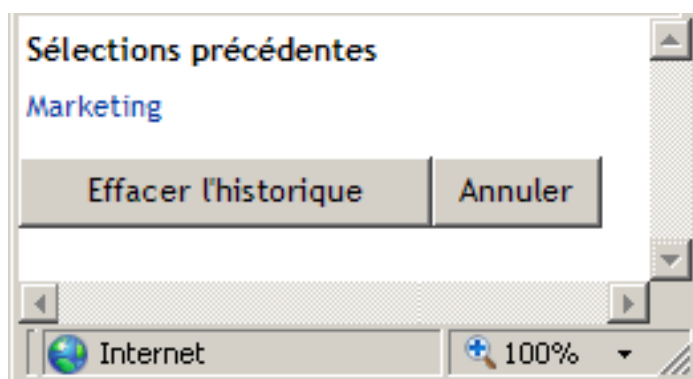 Sélections précédentes
Marketing
Effacer l'historique Annuler
Internet 100%